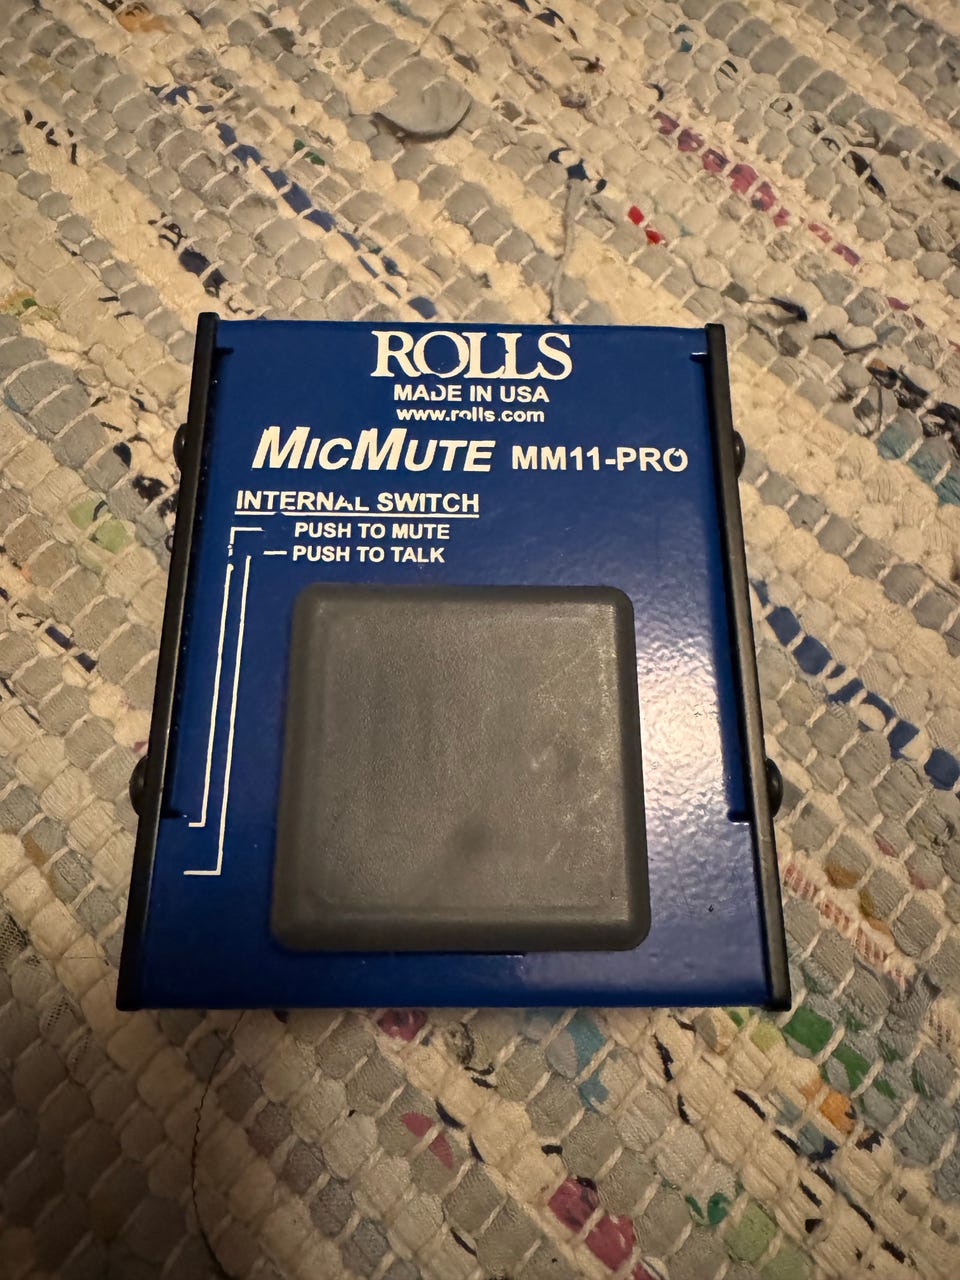 ROLLS
MADE IN USA
www.rolls.com
MICMUTE MM11-PRO
INTERNAL SWITCH
PUSH TO MUTE
PUSH TO TALK